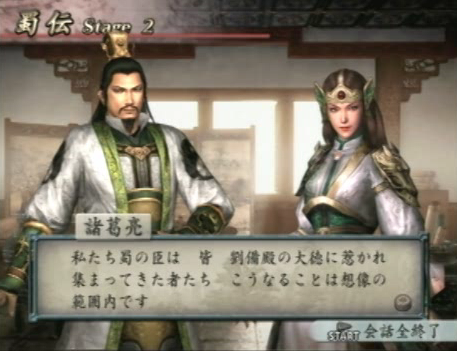 蜀伝 Stage 2
諸葛亮
私たち蜀の臣は　皆　劉備殿の大徳に惹かれ
集まってきた者たち　こうなることは想像の
範囲内です
START 会話全終了